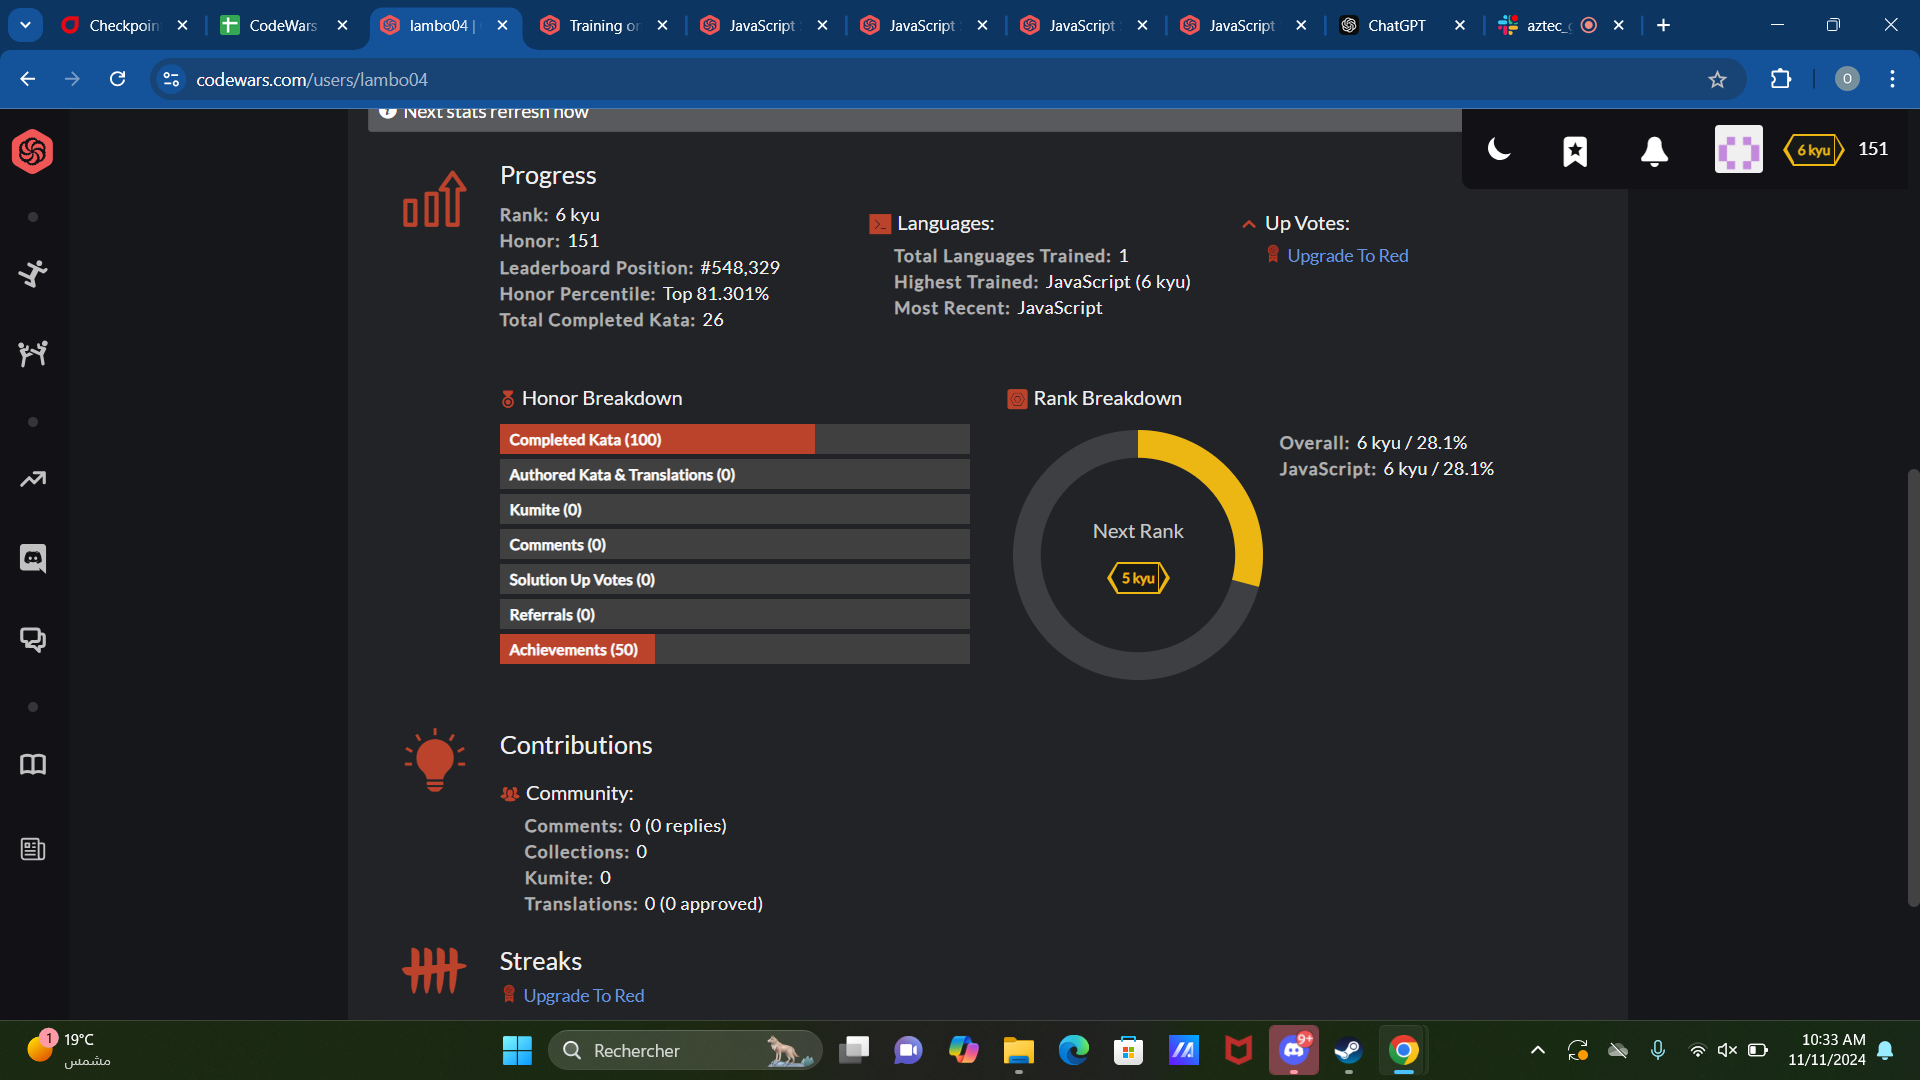 Checkpoin
CodeWars
lambo04 |
Training or
JavaScript
JavaScript
JavaScript
JavaScript
ChatGPT
aztec_g
codewars.com/users/lambo04
O
Next stats refresh now
6 kyu
151
Progress
Rank: 6 kyu
Honor: 151
Leaderboard Position: #548,329
Honor Percentile: Top 81.301%
Total Completed Kata: 26
Languages:
Total Languages Trained: 1
Highest Trained: JavaScript (6 kyu)
Most Recent: JavaScript
Up Votes:
Upgrade To Red
Honor Breakdown
Completed Kata (100)
Authored Kata & Translations (0)
Kumite (0)
Comments (0)
Solution Up Votes (0)
Referrals (0)
Achievements (50)
Rank Breakdown
Next Rank
5 kyu
Overall: 6 kyu / 28.1%
JavaScript: 6 kyu / 28.1%
Contributions
Community:
Comments: 0 (0 replies)
Collections: 0
Kumite: 0
Translations: 0 (0 approved)
Streaks
Upgrade To Red
1
19°C
مشمس
Rechercher
9+
10:33 AM
11/11/2024